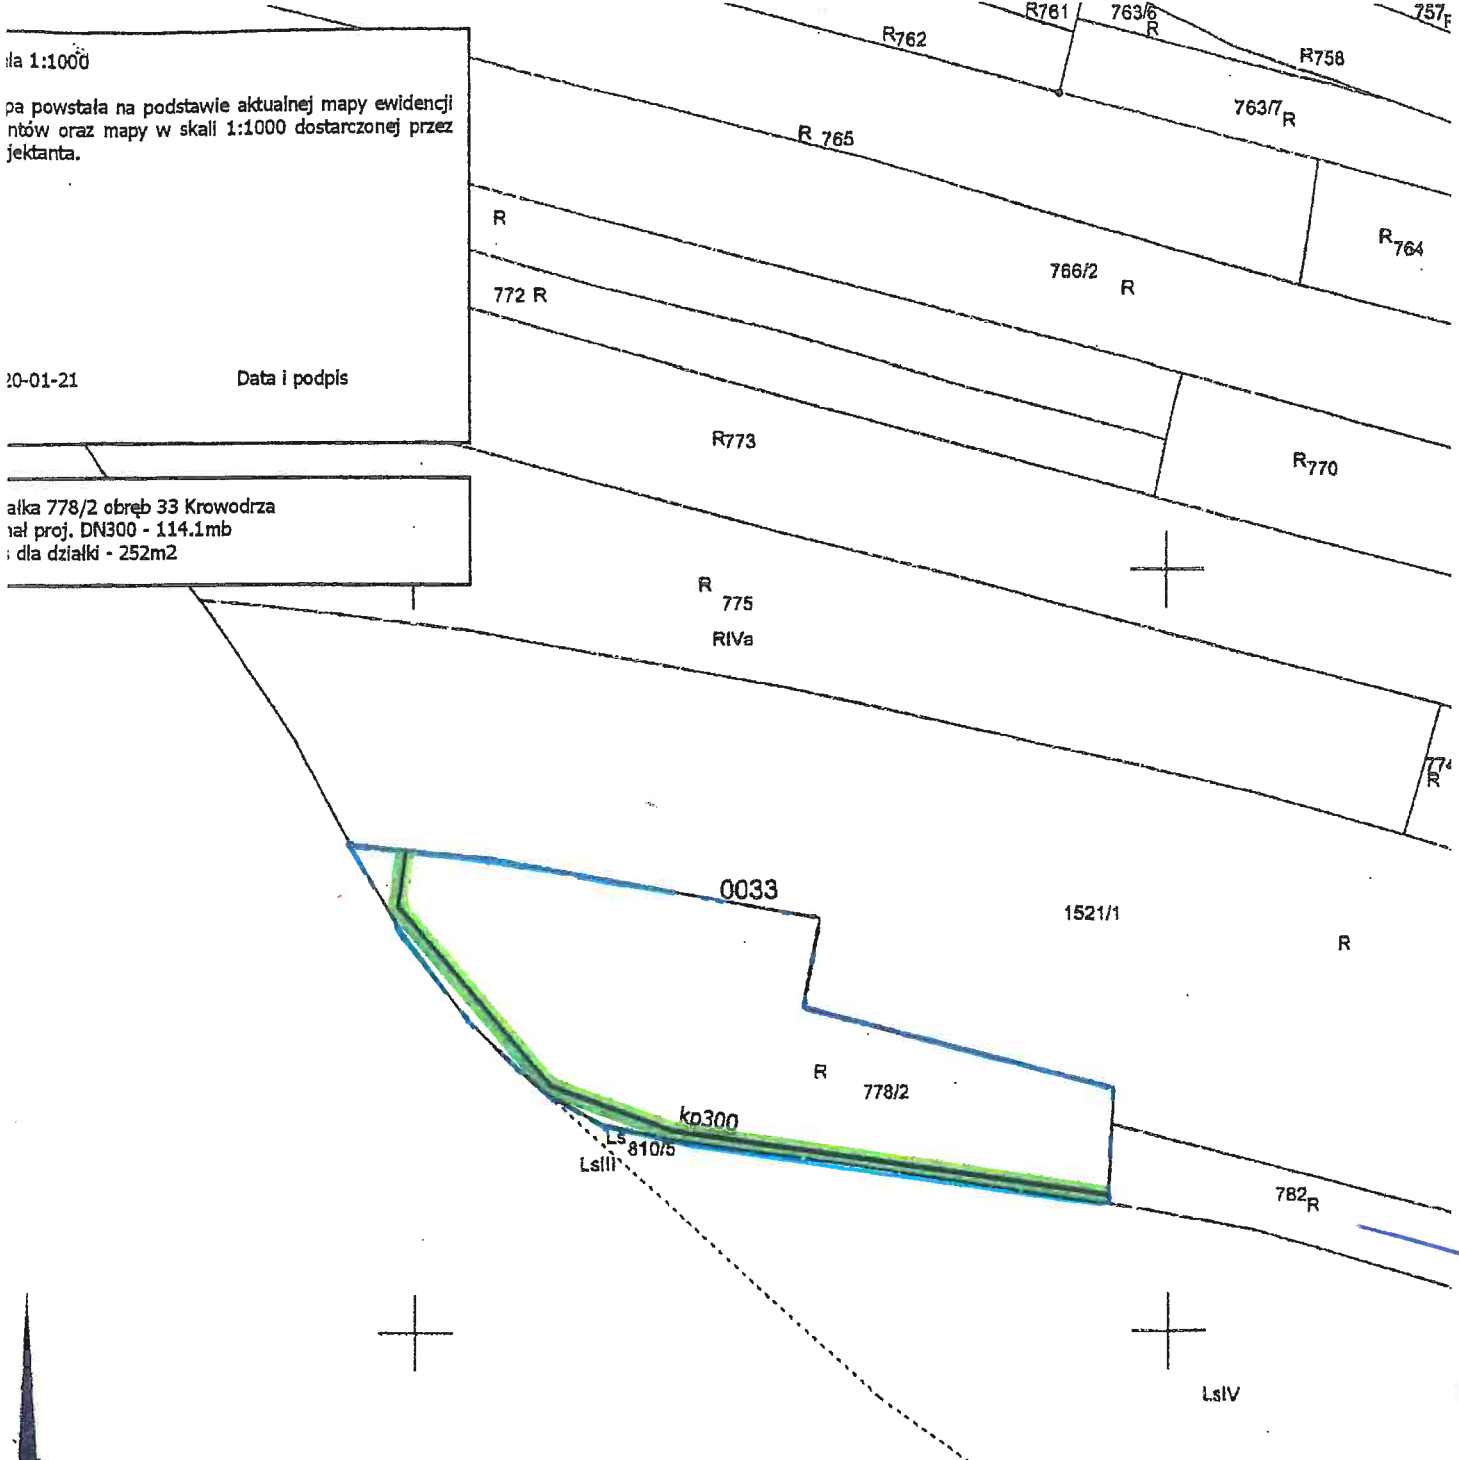 la 1:1000
pa powstała na podstawie aktualnej mapy ewidencji
ntów oraz mapy w skali 1:1000 dostarczonej przez
jektanta.
20-01-21 Data i podpis
ałka 778/2 obręb 33 Krowodrza
nał proj. DN300 - 114.1mb
s dla działki - 252m2
R761
763/6
R
757
R762
R758
763/7 R
R 765
R764
R
766/2 R
772 R
R773
R770
R
775
RIVa
774
R
0033
1521/1
R
R
778/2
kp300
Ls 810/5
LsIII
782 R
LsIV